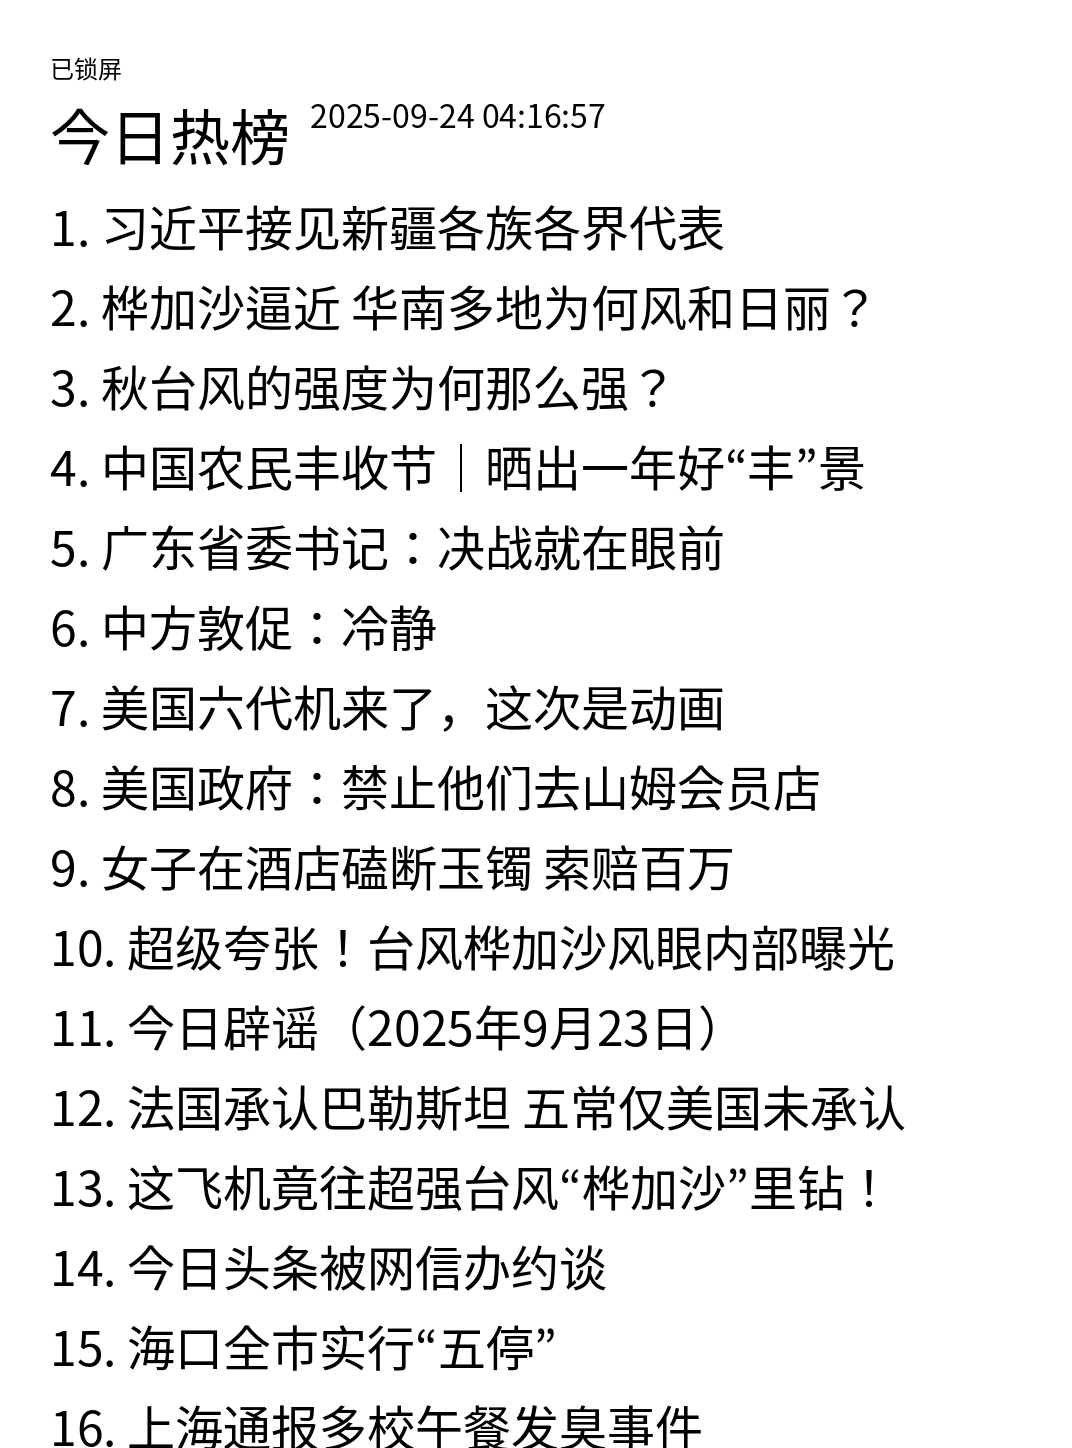 已锁屏
今日热榜 2025-09-24 04:16:57
1. 习近平接见新疆各族各界代表
2. 桦加沙逼近 华南多地为何风和日丽？
3. 秋台风的强度为何那么强？
4. 中国农民丰收节｜晒出一年好“丰”景
5. 广东省委书记：决战就在眼前
6. 中方敦促：冷静
7. 美国六代机来了，这次是动画
8. 美国政府：禁止他们去山姆会员店
9. 女子在酒店磕断玉镯 索赔百万
10. 超级夸张！台风桦加沙风眼内部曝光
11. 今日辟谣（2025年9月23日）
12. 法国承认巴勒斯坦 五常仅美国未承认
13. 这飞机竟往超强台风“桦加沙”里钻！
14. 今日头条被网信办约谈
15. 海口全市实行“五停”
16. 上海通报多校午餐发臭事件